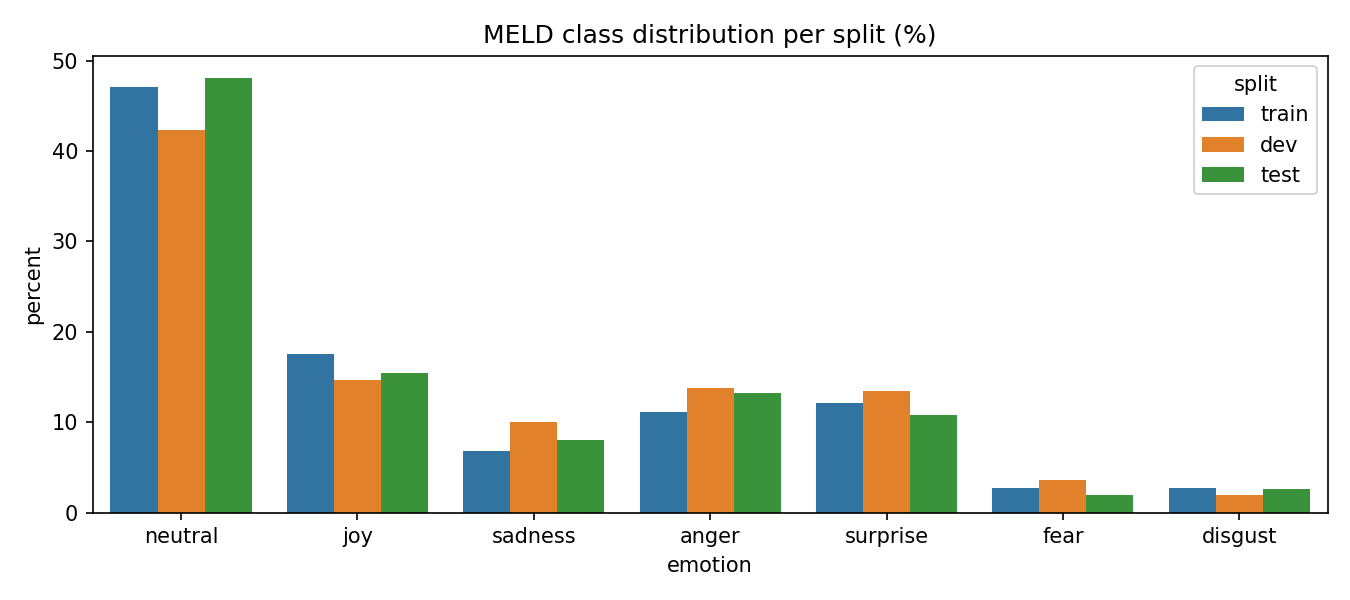 MELD class distribution per split (%)
50
40
30
20
10
0
percent
split
train
dev
test
neutral
joy
sadness
anger
surprise
fear
disgust
emotion